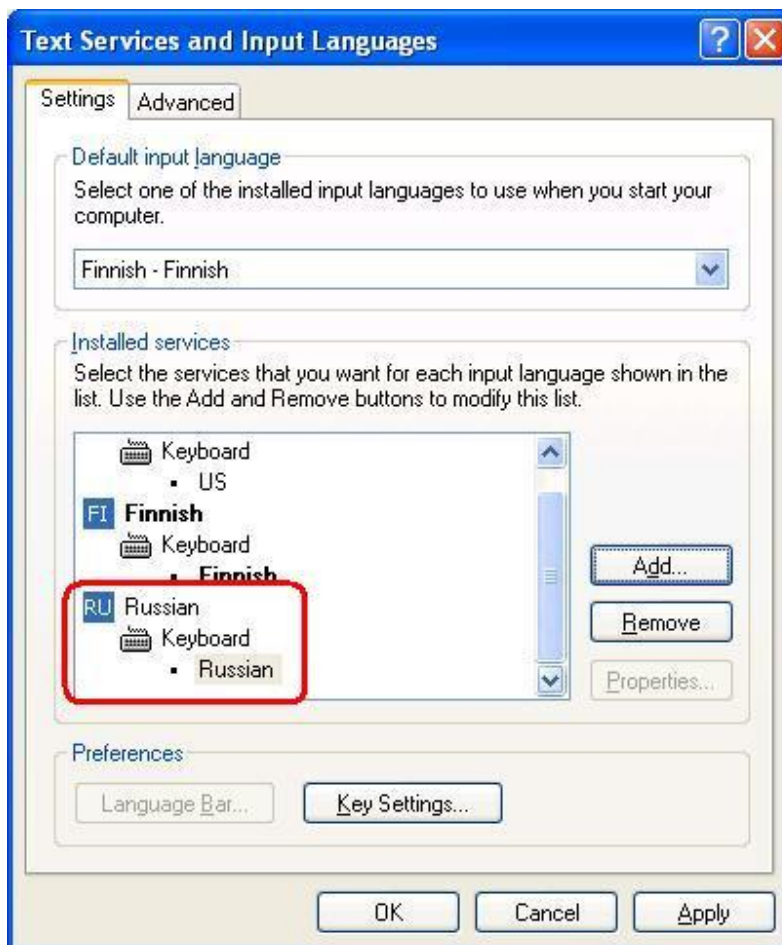 Text Services and Input Languages
Settings
Advanced
Default input language
Select one of the installed input languages to use when you start your
computer.
Finnish - Finnish
Installed services
Select the services that you want for each input language shown in the
list. Use the Add and Remove buttons to modify this list.
Keyboard
US
FI Finnish
Keyboard
Finnish
RU Russian
Keyboard
Russian
Add...
Remove
Properties...
Preferences
Language Bar...
Key Settings...
OK
Cancel
Apply